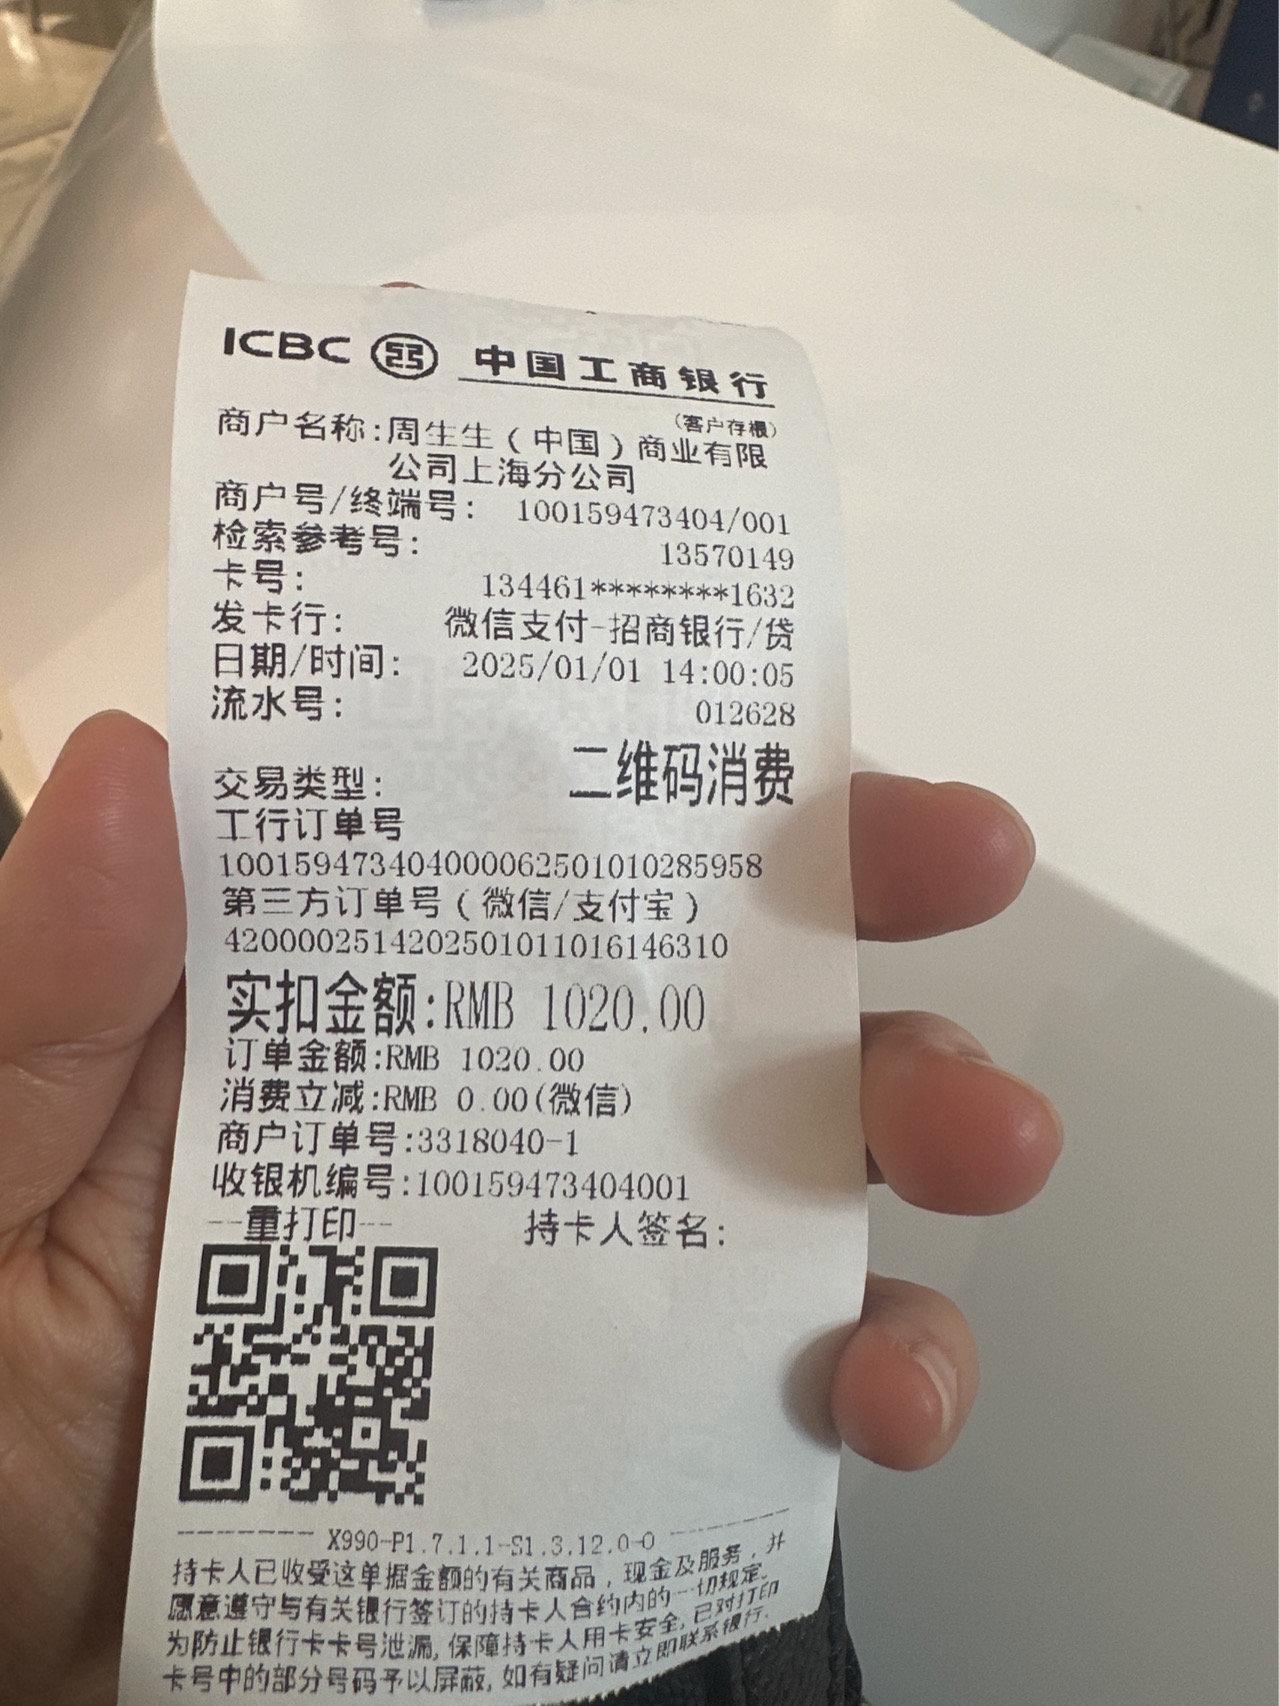 ICBC 中国工商银行
(客户存根)
商户名称:周生生(中国)商业有限
公司上海分公司
商户号/终端号: 100159473404/001
检索参考号: 13570149
卡号: 134461********1632
发卡行: 微信支付-招商银行/贷
日期/时间: 2025/01/01 14:00:05
流水号: 012628
交易类型: 二维码消费
工行订单号
100159473404000062501010285958
第三方订单号(微信/支付宝)
4200002514202501011016146310
实扣金额:RMB 1020.00
订单金额:RMB 1020.00
消费立减:RMB 0.00(微信)
商户订单号:3318040-1
收银机编号:100159473404001
--重打印-- 持卡人签名:
-------------- X990-P1.7.1.1-S1.3.12.0-0 --------------
持卡人已收受这单据金额的有关商品,现金及服务,并
愿意遵守与有关银行签订的持卡人合约内的一切规定。
为防止银行卡卡号泄漏,保障持卡人用卡安全,已对打印
卡号中的部分号码予以屏蔽,如有疑问请立即联系银行.